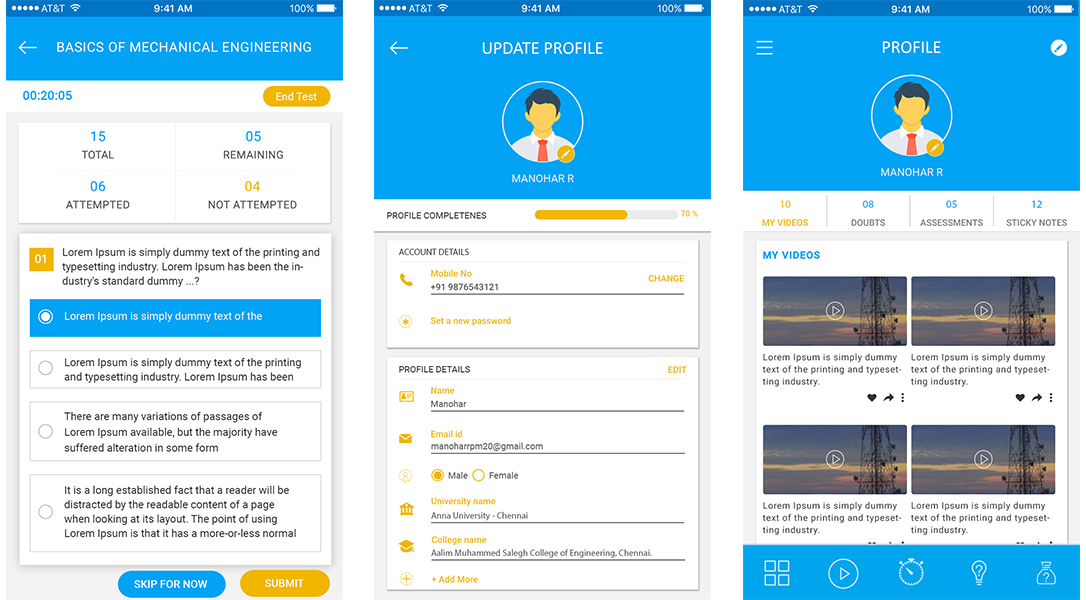 AT&T 9:41 AM 100%
BASICS OF MECHANICAL ENGINEERING
00:20:05 End Test
15 05
TOTAL REMAINING
06 04
ATTEMPTED NOT ATTEMPTED
01 Lorem Ipsum is simply dummy text of the printing and
typesetting industry. Lorem Ipsum has been the in-
dustry's standard dummy ...?
Lorem Ipsum is simply dummy text of the
Lorem Ipsum is simply dummy text of the printing
and typesetting industry. Lorem Ipsum has been
There are many variations of passages of
Lorem Ipsum available, but the majority have
suffered alteration in some form
It is a long established fact that a reader will be
distracted by the readable content of a page
when looking at its layout. The point of using
Lorem Ipsum is that it has a more-or-less normal
SKIP FOR NOW SUBMIT
AT&T 9:41 AM 100%
UPDATE PROFILE
MANOHAR R
PROFILE COMPLETENES 70 %
ACCOUNT DETAILS
Mobile No
+91 9876543121 CHANGE
Set a new password
PROFILE DETAILS EDIT
Name
Manohar
Email id
manoharrpm20@gmail.com
Male Female
University name
Anna University - Chennai
College name
Aalim Muhammed Salegh College of Engineering, Chennai.
+ Add More
AT&T 9:41 AM 100%
PROFILE
MANOHAR R
10 08 05 12
MY VIDEOS DOUBTS ASSESSMENTS STICKY NOTES
MY VIDEOS
Lorem Ipsum is simply dummy
text of the printing and typeset-
ting industry.
Lorem Ipsum is simply dummy
text of the printing and typeset-
ting industry.
Lorem Ipsum is simply dummy
text of the printing and typeset-
ting industry.
Lorem Ipsum is simply dummy
text of the printing and typeset-
ting industry.